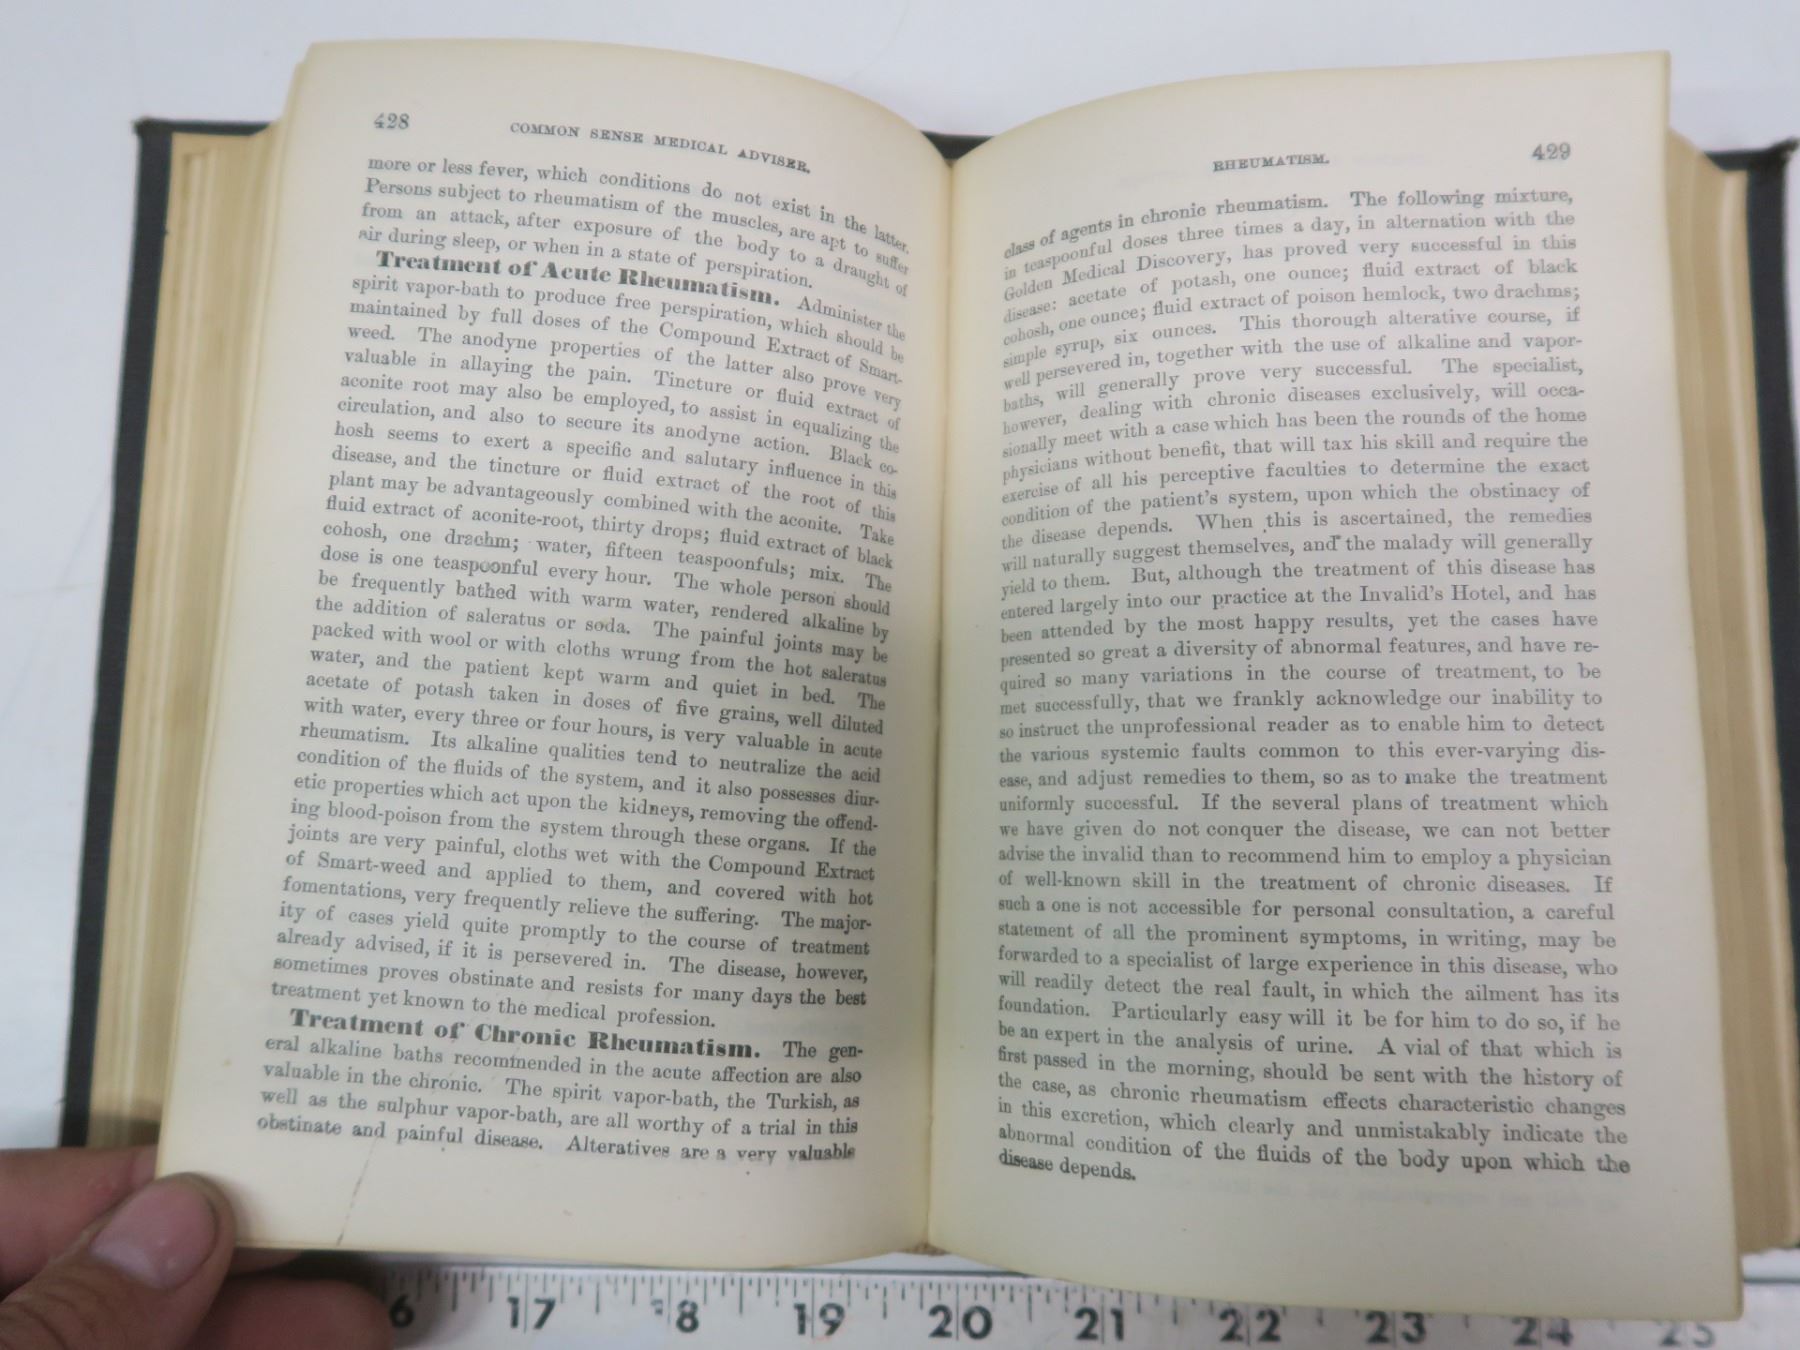 428
COMMON SENSE MEDICAL ADVISER.
more or less fever, which conditions do not exist in the latter.
Persons subject to rheumatism of the muscles, are apt to suffer
from an attack, after exposure of the body to a draught of
air during sleep, or when in a state of perspiration.
Treatment of Acute Rheumatism. Administer the
spirit vapor-bath to produce free perspiration, which should be
maintained by full doses of the Compound Extract of Smart-
weed. The anodyne properties of the latter also prove very
valuable in allaying the pain. Tincture or fluid extract of
aconite root may also be employed, to assist in equalizing the
circulation, and also to secure its anodyne action. Black co-
hosh seems to exert a specific and salutary influence in this
disease, and the tincture or fluid extract of the root of this
plant may be advantageously combined with the aconite. Take
fluid extract of aconite-root, thirty drops; fluid extract of black
cohosh, one drachm; water, fifteen teaspoonfuls; mix. The
dose is one teaspoonful every hour. The whole person should
be frequently bathed with warm water, rendered alkaline by
the addition of saleratus or soda. The painful joints may be
packed with wool or with cloths wrung from the hot saleratus
water, and the patient kept warm and quiet in bed. The
acetate of potash taken in doses of five grains, well diluted
with water, every three or four hours, is very valuable in acute
rheumatism. Its alkaline qualities tend to neutralize the acid
condition of the fluids of the system, and it also possesses diur-
etic properties which act upon the kidneys, removing the offend-
ing blood-poison from the system through these organs. If the
joints are very painful, cloths wet with the Compound Extract
of Smart-weed and applied to them, and covered with hot
fomentations, very frequently relieve the suffering. The major-
ity of cases yield quite promptly to the course of treatment
already advised, if it is persevered in. The disease, however,
sometimes proves obstinate and resists for many days the best
treatment yet known to the medical profession.
Treatment of Chronic Rheumatism. The gen-
eral alkaline baths recommended in the acute affection are also
valuable in the chronic. The spirit vapor-bath, the Turkish, as
well as the sulphur vapor-bath, are all worthy of a trial in this
obstinate and painful disease. Alteratives are a very valuable
RHEUMATISM.
429
class of agents in chronic rheumatism. The following mixture,
in teaspoonful doses three times a day, in alternation with the
Golden Medical Discovery, has proved very successful in this
disease: acetate of potash, one ounce; fluid extract of black
cohosh, one ounce; fluid extract of poison hemlock, two drachms;
simple syrup, six ounces. This thorough alterative course, if
well persevered in, together with the use of alkaline and vapor-
baths, will generally prove very successful. The specialist,
however, dealing with chronic diseases exclusively, will occa-
sionally meet with a case which has been the rounds of the home
physicians without benefit, that will tax his skill and require the
exercise of all his perceptive faculties to determine the exact
condition of the patient's system, upon which the obstinacy of
the disease depends. When this is ascertained, the remedies
will naturally suggest themselves, and the malady will generally
yield to them. But, although the treatment of this disease has
entered largely into our practice at the Invalid's Hotel, and has
been attended by the most happy results, yet the cases have
presented so great a diversity of abnormal features, and have re-
quired so many variations in the course of treatment, to be
met successfully, that we frankly acknowledge our inability to
so instruct the unprofessional reader as to enable him to detect
the various systemic faults common to this ever-varying dis-
ease, and adjust remedies to them, so as to make the treatment
uniformly successful. If the several plans of treatment which
we have given do not conquer the disease, we can not better
advise the invalid than to recommend him to employ a physician
of well-known skill in the treatment of chronic diseases. If
such a one is not accessible for personal consultation, a careful
statement of all the prominent symptoms, in writing, may be
forwarded to a specialist of large experience in this disease, who
will readily detect the real fault, in which the ailment has its
foundation. Particularly easy will it be for him to do so, if he
be an expert in the analysis of urine. A vial of that which is
first passed in the morning, should be sent with the history of
the case, as chronic rheumatism effects characteristic changes
in this excretion, which clearly and unmistakably indicate the
abnormal condition of the fluids of the body upon which the
disease depends.
6 17 18 19 20 21 22 23 24 25